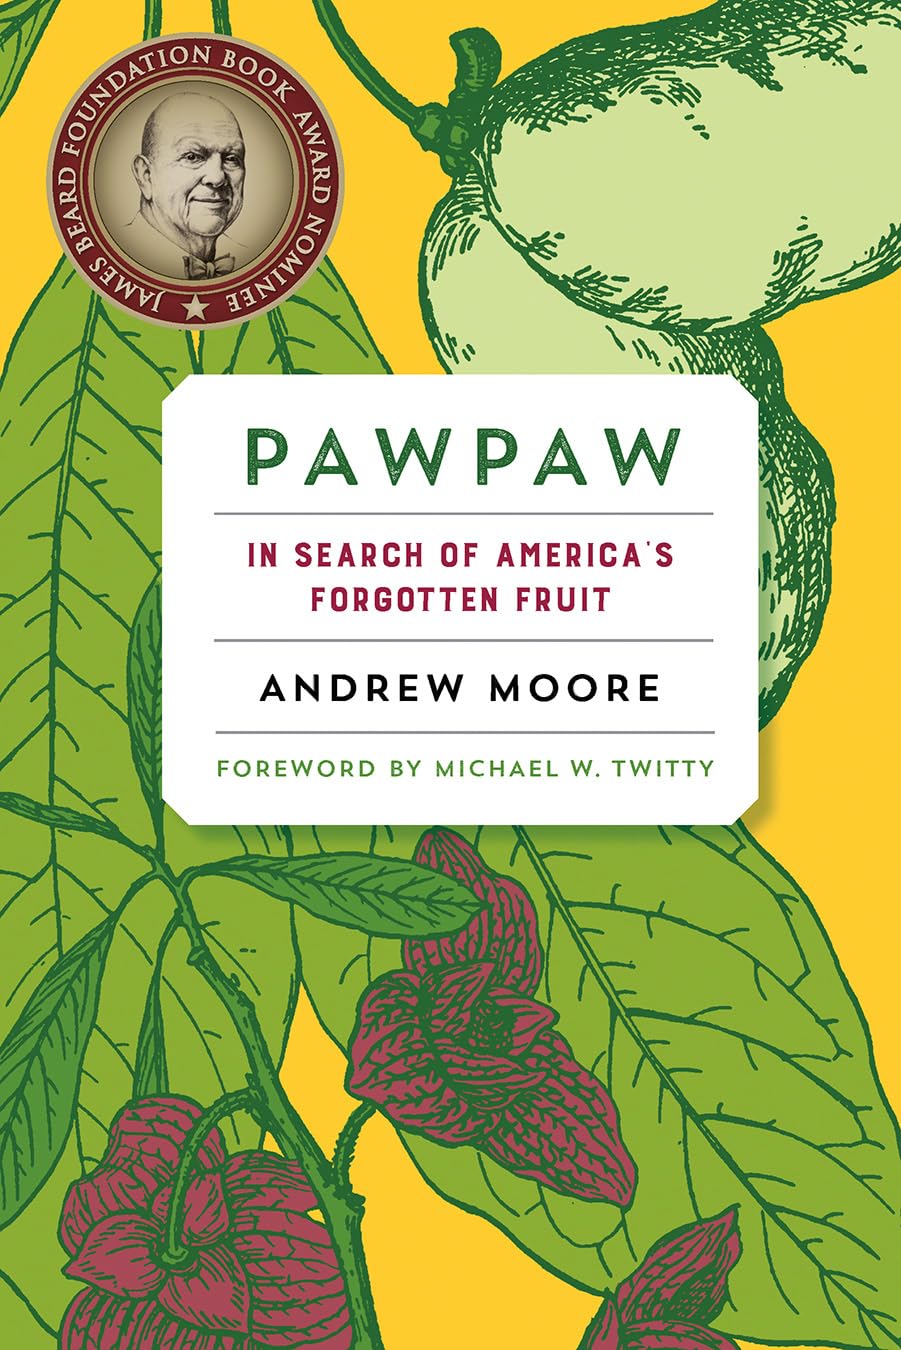 JAMES BEARD FOUNDATION BOOK AWARD NOMINEE
PAWPAW
IN SEARCH OF AMERICA'S
FORGOTTEN FRUIT
ANDREW MOORE
FOREWORD BY MICHAEL W. TWITTY